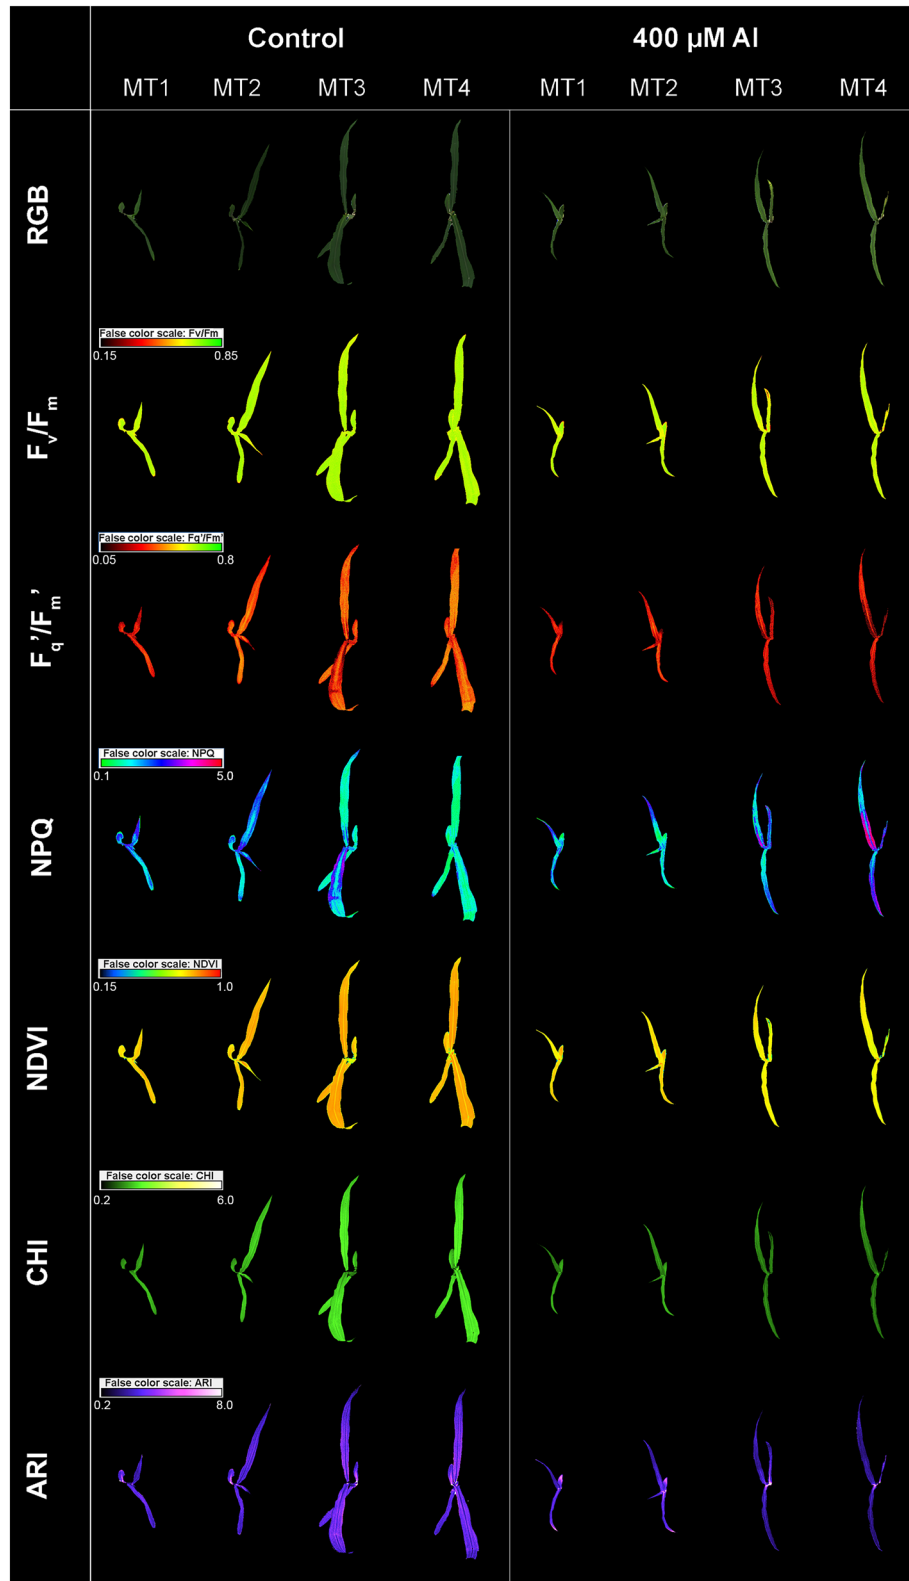 Control 400 µM Al
MT1 MT2 MT3 MT4 MT1 MT2 MT3 MT4
RGB
False color scale: Fv/Fm
0.15 0.85
Fv/Fm
False color scale: Fq'/Fm'
0.05 0.8
Fq'/Fm'
False color scale: NPQ
0.1 5.0
NPQ
False color scale: NDVI
0.15 1.0
NDVI
False color scale: CHI
0.2 6.0
CHI
False color scale: ARI
0.2 8.0
ARI